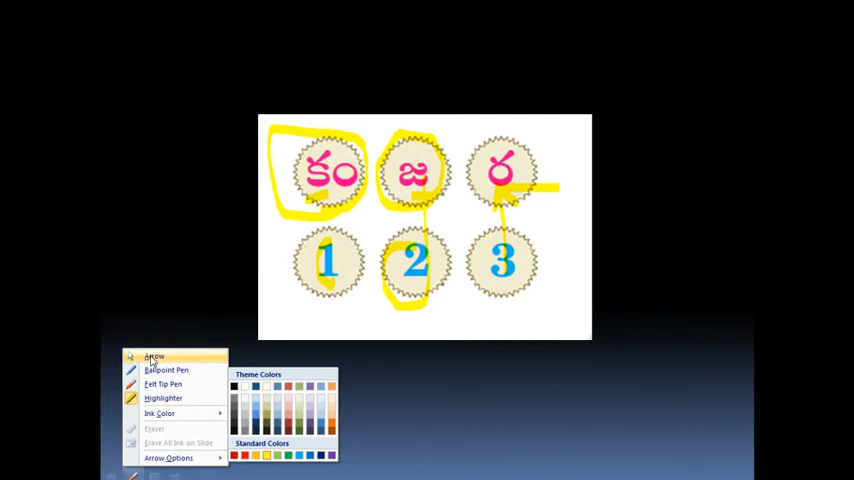 కం జ ర
1 2 3
Arrow
Ballpoint Pen
Felt Tip Pen
Highlighter
Ink Color
Eraser
Erase All Ink on Slide
Arrow Options
Theme Colors
Standard Colors